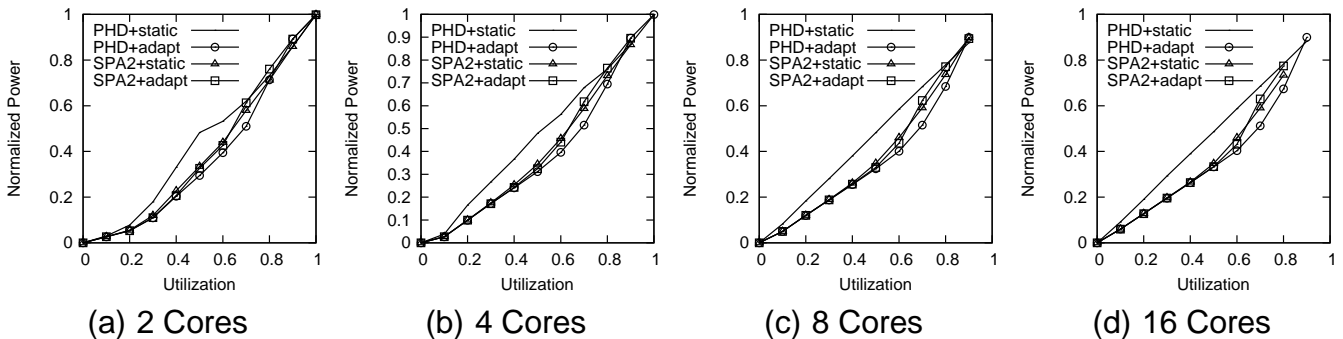 Normalized Power
1
0.8
0.6
0.4
0.2
0
PHD+static
PHD+adapt
SPA2+static
SPA2+adapt
0 0.2 0.4 0.6 0.8 1
Utilization
(a) 2 Cores
Normalized Power
1
0.9
0.8
0.7
0.6
0.5
0.4
0.3
0.2
0.1
0
PHD+static
PHD+adapt
SPA2+static
SPA2+adapt
0 0.2 0.4 0.6 0.8 1
Utilization
(b) 4 Cores
Normalized Power
1
0.8
0.6
0.4
0.2
0
PHD+static
PHD+adapt
SPA2+static
SPA2+adapt
0 0.2 0.4 0.6 0.8 1
Utilization
(c) 8 Cores
Normalized Power
1
0.8
0.6
0.4
0.2
0
PHD+static
PHD+adapt
SPA2+static
SPA2+adapt
0 0.2 0.4 0.6 0.8 1
Utilization
(d) 16 Cores